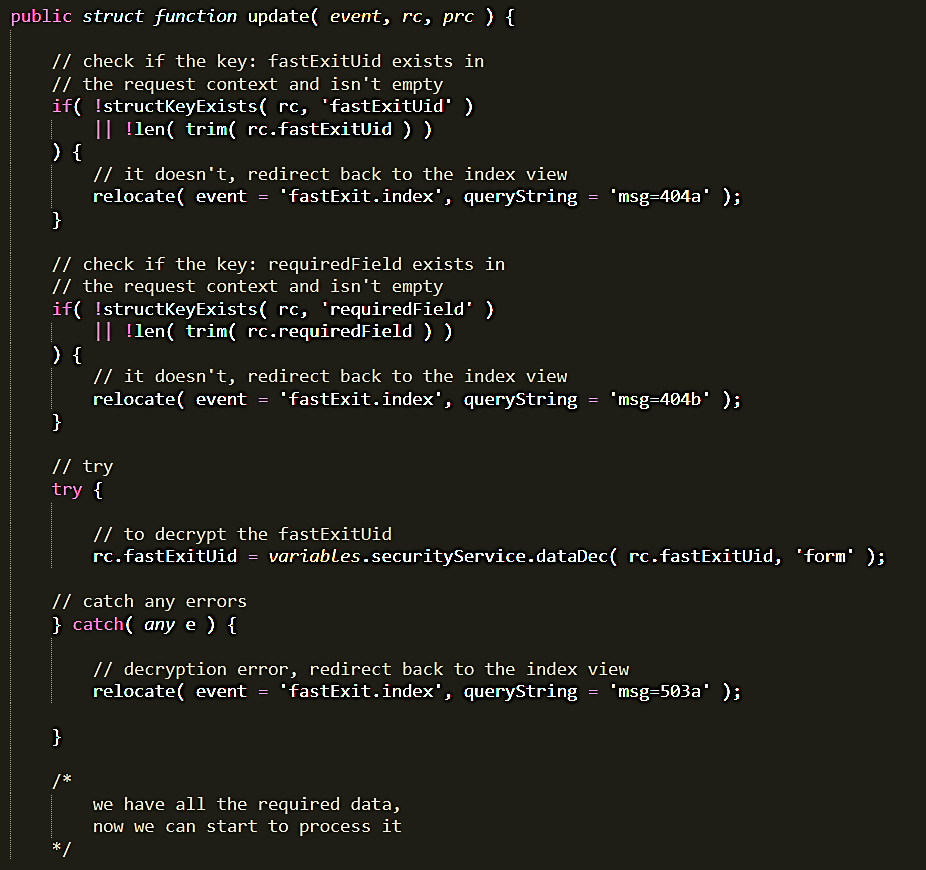 public struct function update( event, rc, prc ) {
// check if the key: fastExitUid exists in
// the request context and isn't empty
if( !structKeyExists( rc, 'fastExitUid' )
|| !len( trim( rc.fastExitUid ) )
) {
// it doesn't, redirect back to the index view
relocate( event = 'fastExit.index', queryString = 'msg=404a' );
}
// check if the key: requiredField exists in
// the request context and isn't empty
if( !structKeyExists( rc, 'requiredField' )
|| !len( trim( rc.requiredField ) )
) {
// it doesn't, redirect back to the index view
relocate( event = 'fastExit.index', queryString = 'msg=404b' );
}
// try
try {
// to decrypt the fastExitUid
rc.fastExitUid = variables.securityService.dataDec( rc.fastExitUid, 'form' );
// catch any errors
} catch( any e ) {
// decryption error, redirect back to the index view
relocate( event = 'fastExit.index', queryString = 'msg=503a' );
}
/*
we have all the required data,
now we can start to process it
*/